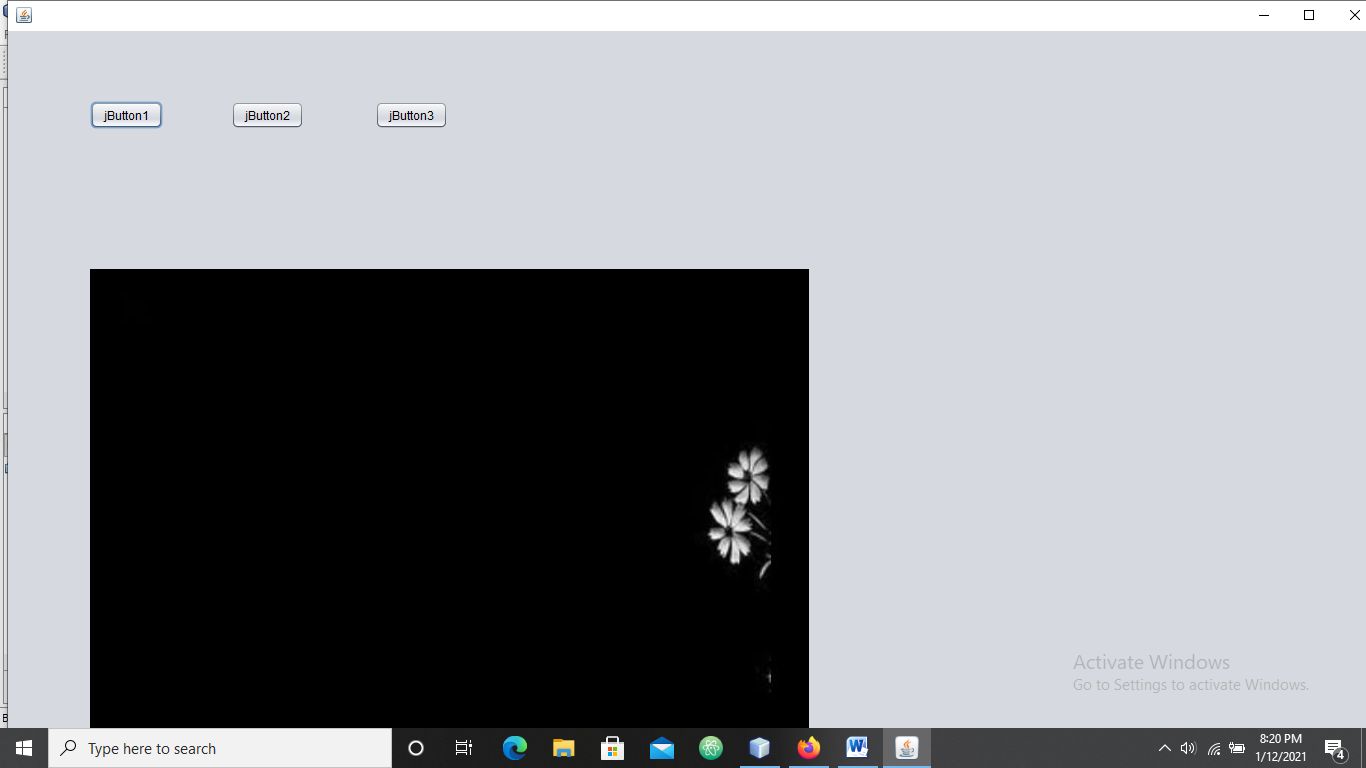 jButton1 jButton2 jButton3
Activate Windows
Go to Settings to activate Windows.
Type here to search
8:20 PM
1/12/2021
4